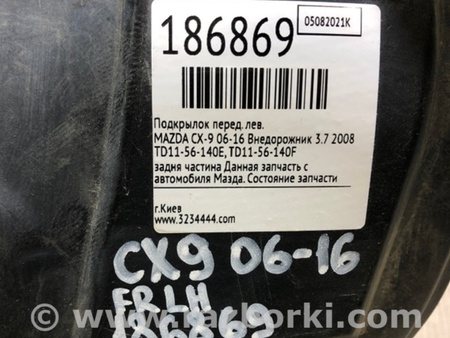 186869
05082021K
Подкрылок перед. лев.
MAZDA CX-9 06-16 Внедорожник 3.7 2008
TD11-56-140E, TD11-56-140F
задня частина Данная запчасть с
автомобиля Мазда. Состояние запчасти
г.Киев
www.3234444.com
CX9 06-16
FR LH
186869
razborki.com